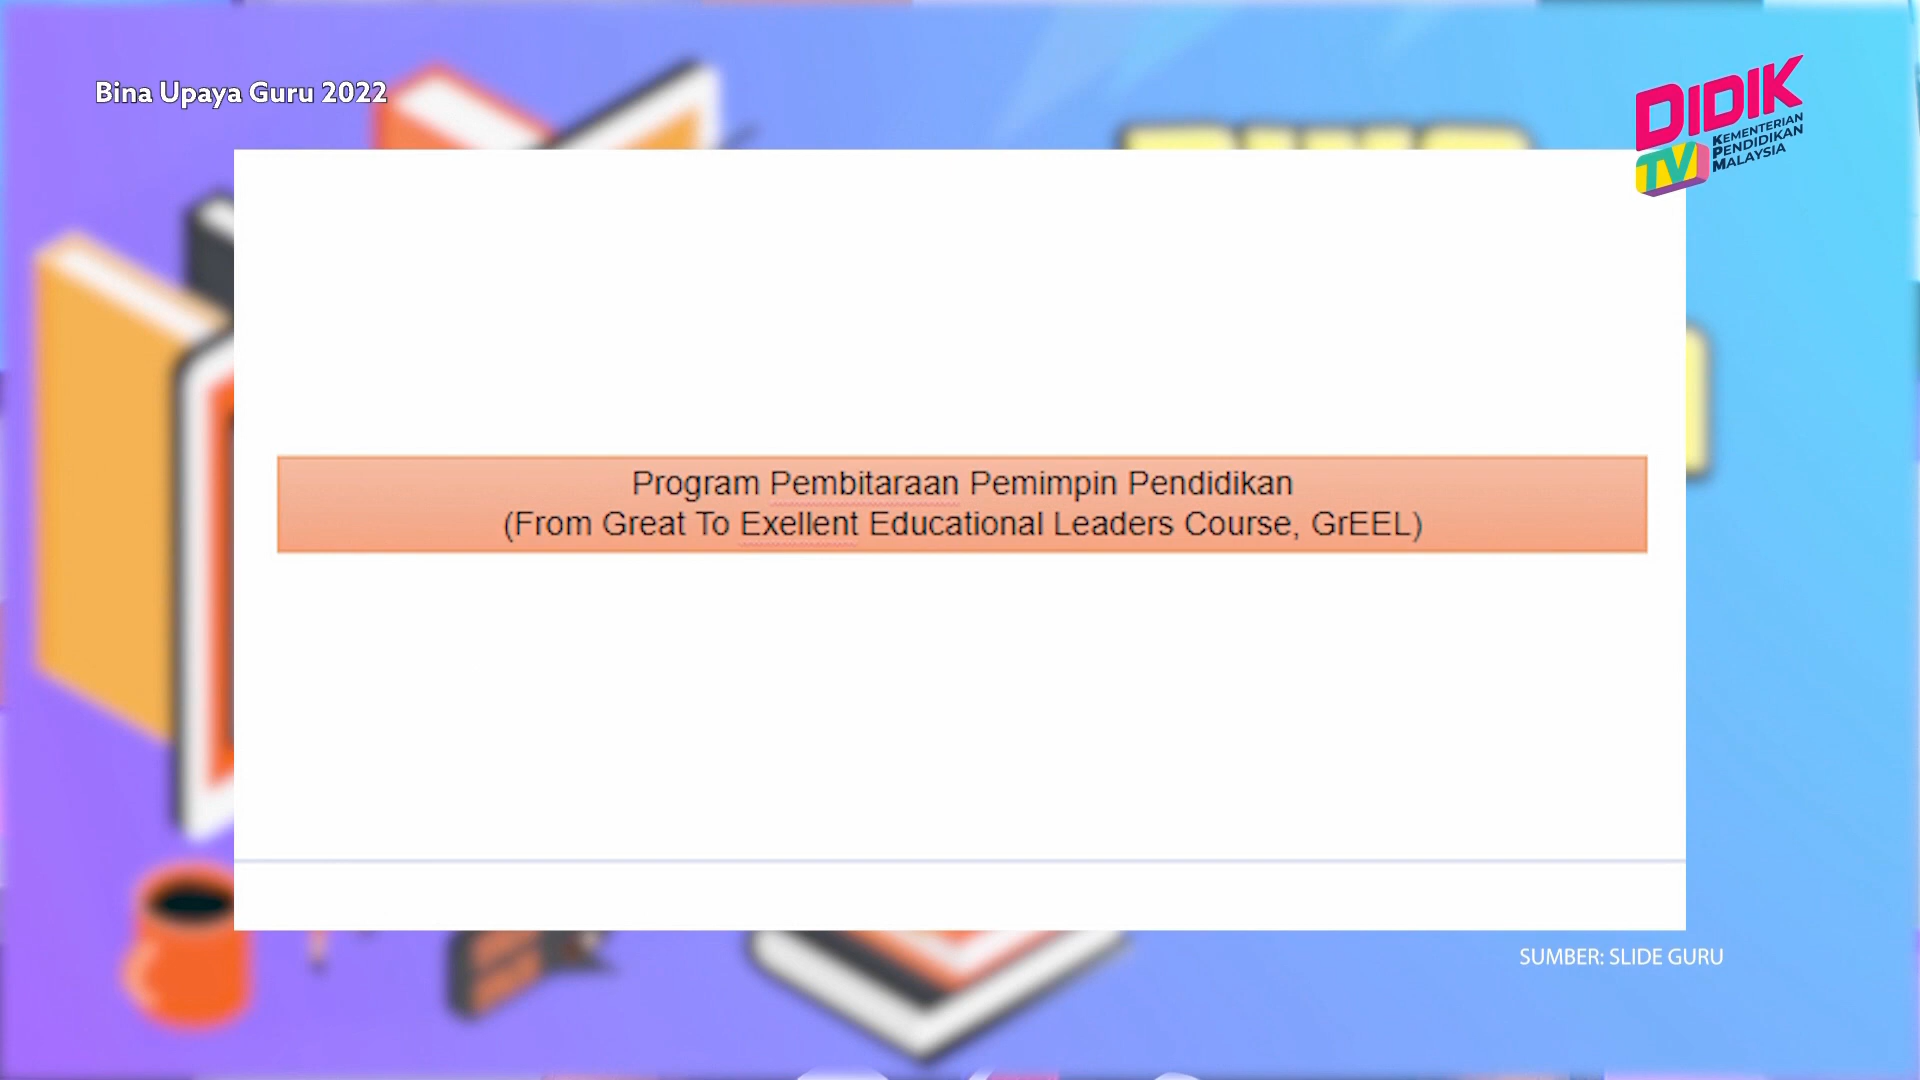 Bina Upaya Guru 2022
DIDIK
TV
KEMENTERIAN
PENDIDIKAN
MALAYSIA
Program Pembitaraan Pemimpin Pendidikan
(From Great To Exellent Educational Leaders Course, GrEEL)
SUMBER: SLIDE GURU